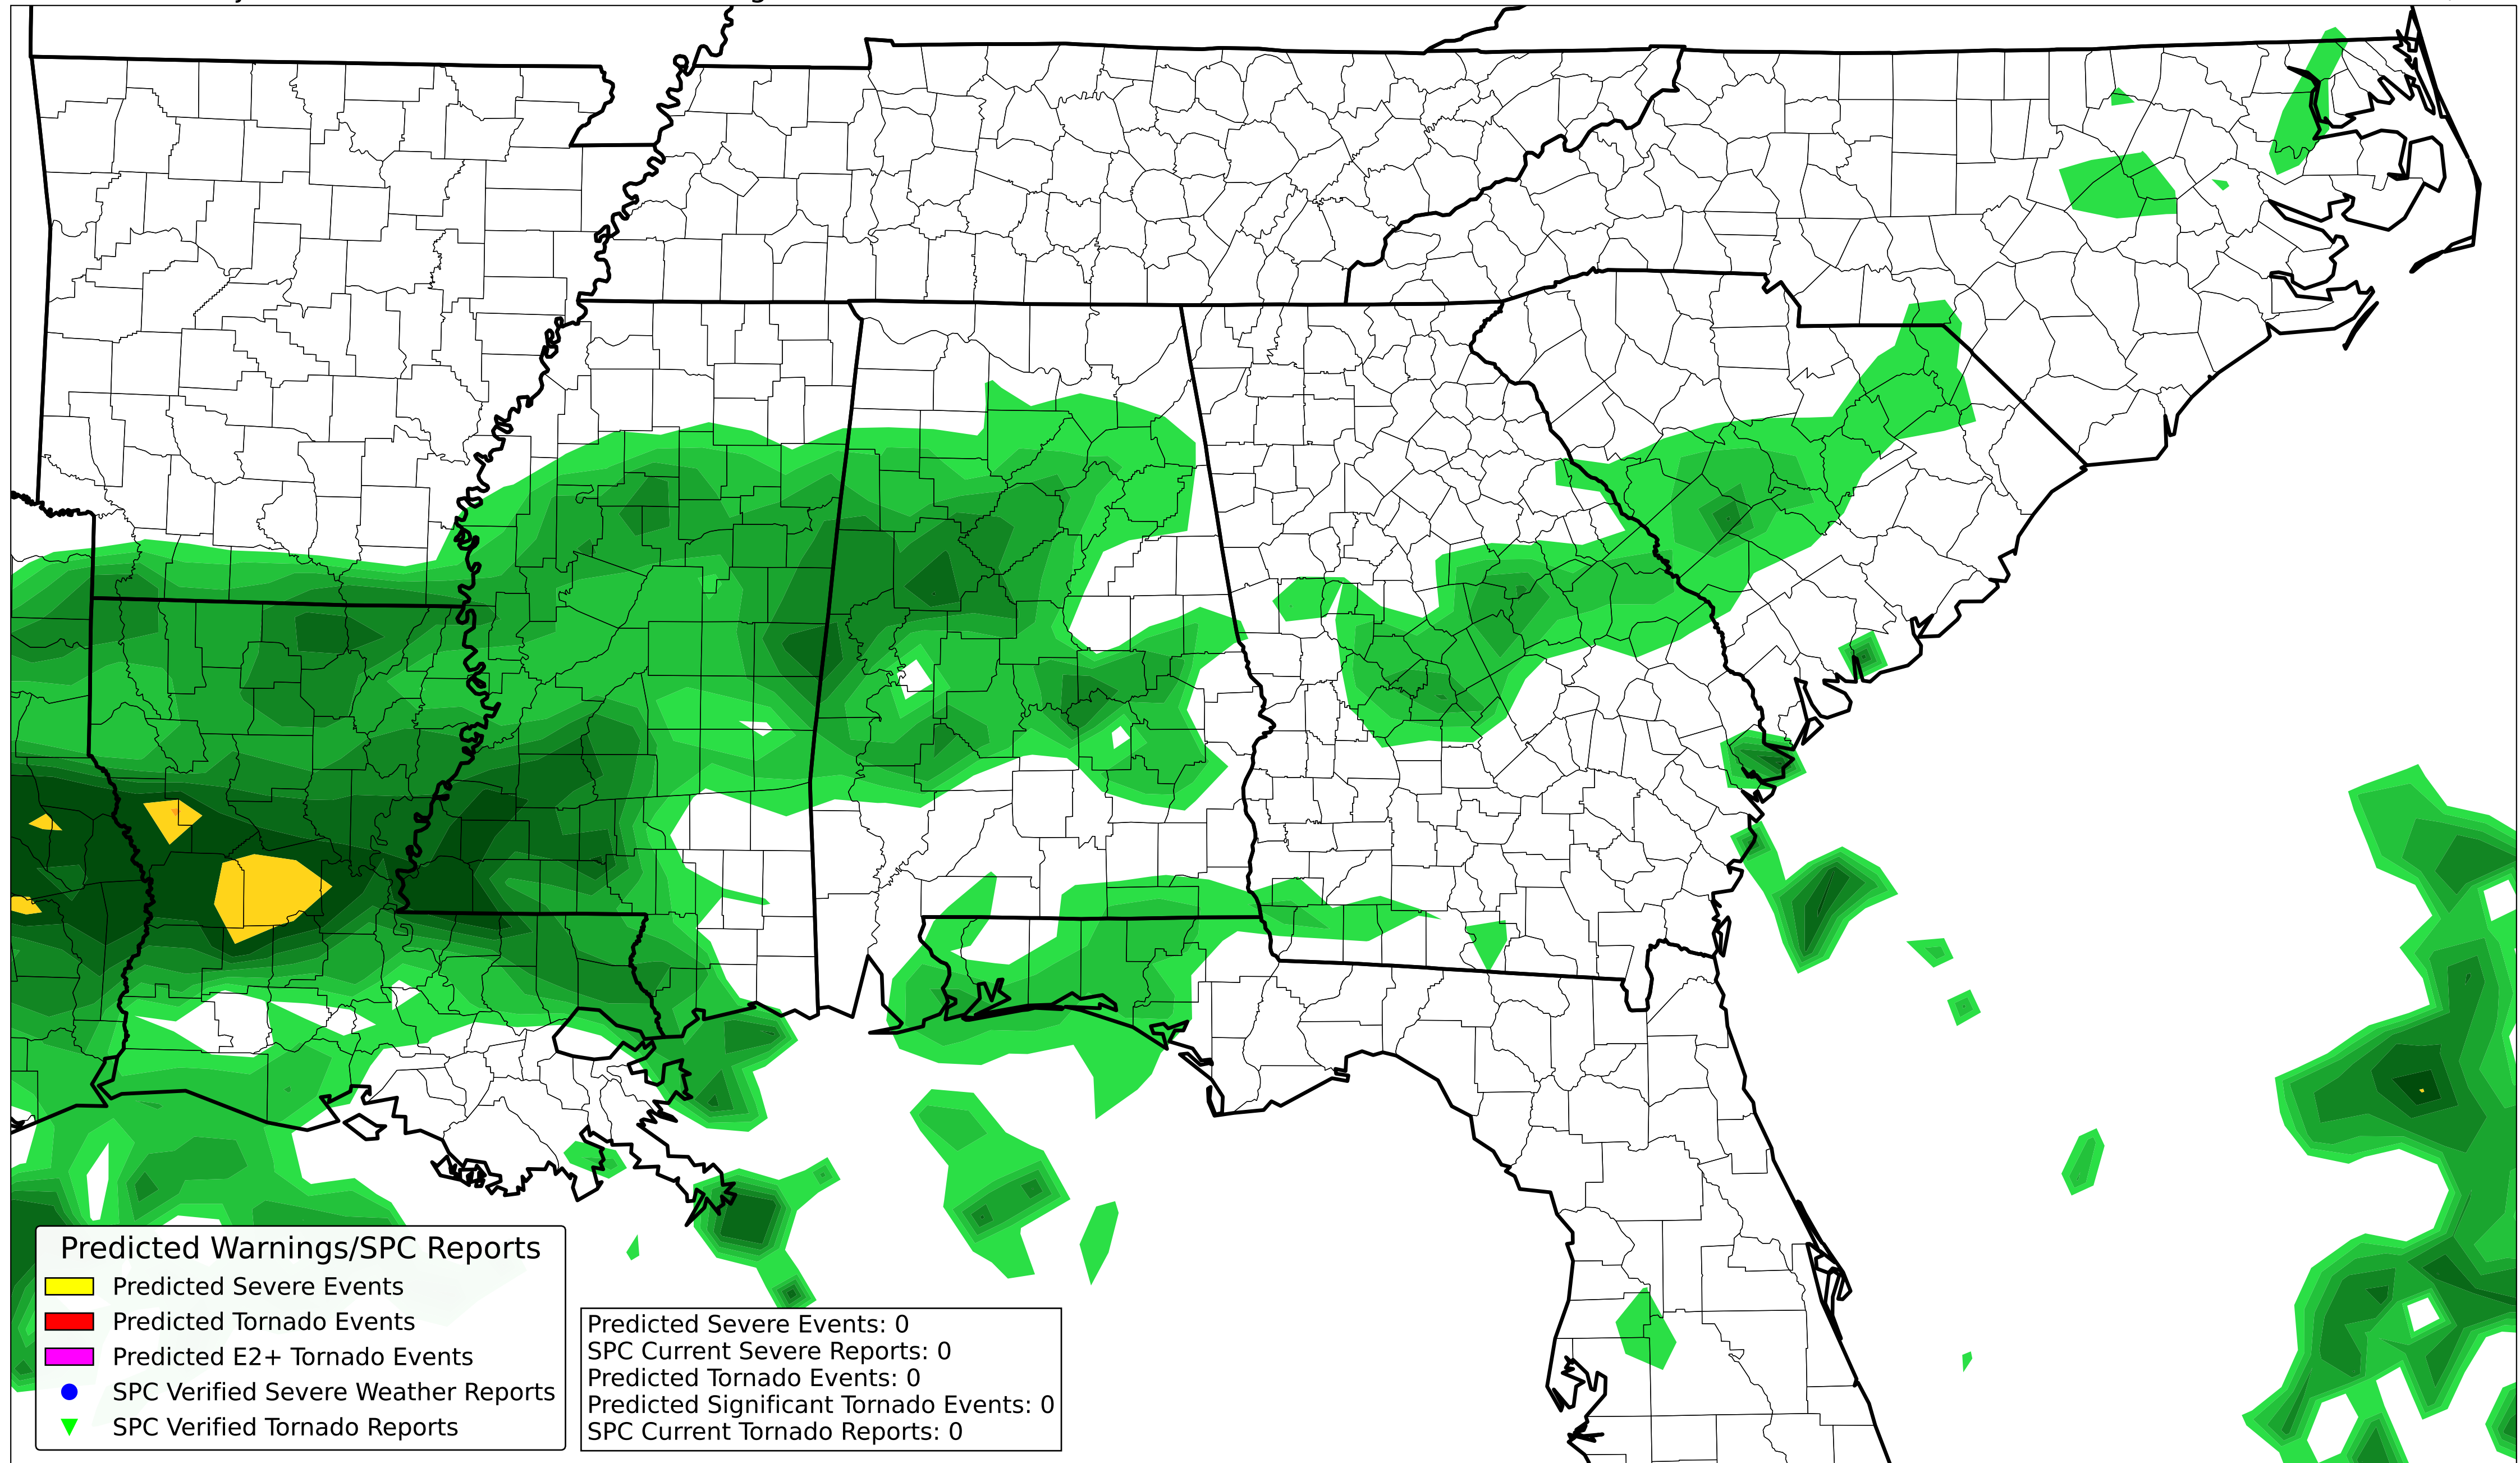 Predicted Warnings/SPC Reports
Predicted Severe Events
Predicted Tornado Events
Predicted E2+ Tornado Events
SPC Verified Severe Weather Reports
SPC Verified Tornado Reports
Predicted Severe Events: 0
SPC Current Severe Reports: 0
Predicted Tornado Events: 0
Predicted Significant Tornado Events: 0
SPC Current Tornado Reports: 0